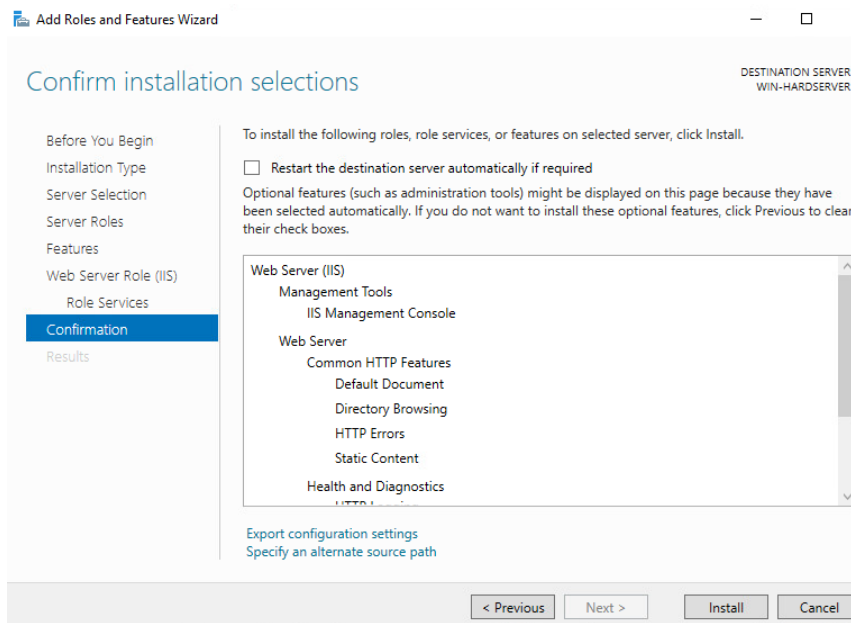 Add Roles and Features Wizard
Confirm installation selections
DESTINATION SERVER
WIN-HARDSERVER
Before You Begin
Installation Type
Server Selection
Server Roles
Features
Web Server Role (IIS)
Role Services
Confirmation
Results
To install the following roles, role services, or features on selected server, click Install.
Restart the destination server automatically if required
Optional features (such as administration tools) might be displayed on this page because they have
been selected automatically. If you do not want to install these optional features, click Previous to clear
their check boxes.
Web Server (IIS)
Management Tools
IIS Management Console
Web Server
Common HTTP Features
Default Document
Directory Browsing
HTTP Errors
Static Content
Health and Diagnostics
Export configuration settings
Specify an alternate source path
< Previous
Next >
Install
Cancel